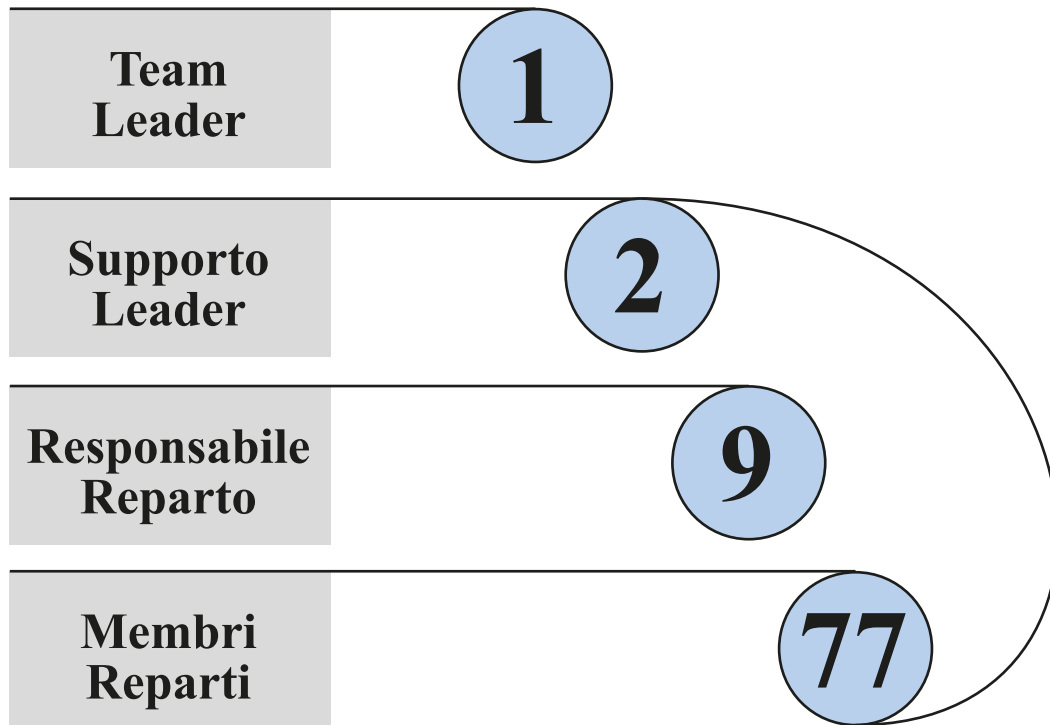 Team
Leader
1
Supporto
Leader
2
Responsabile
Reparto
9
Membri
Reparti
77